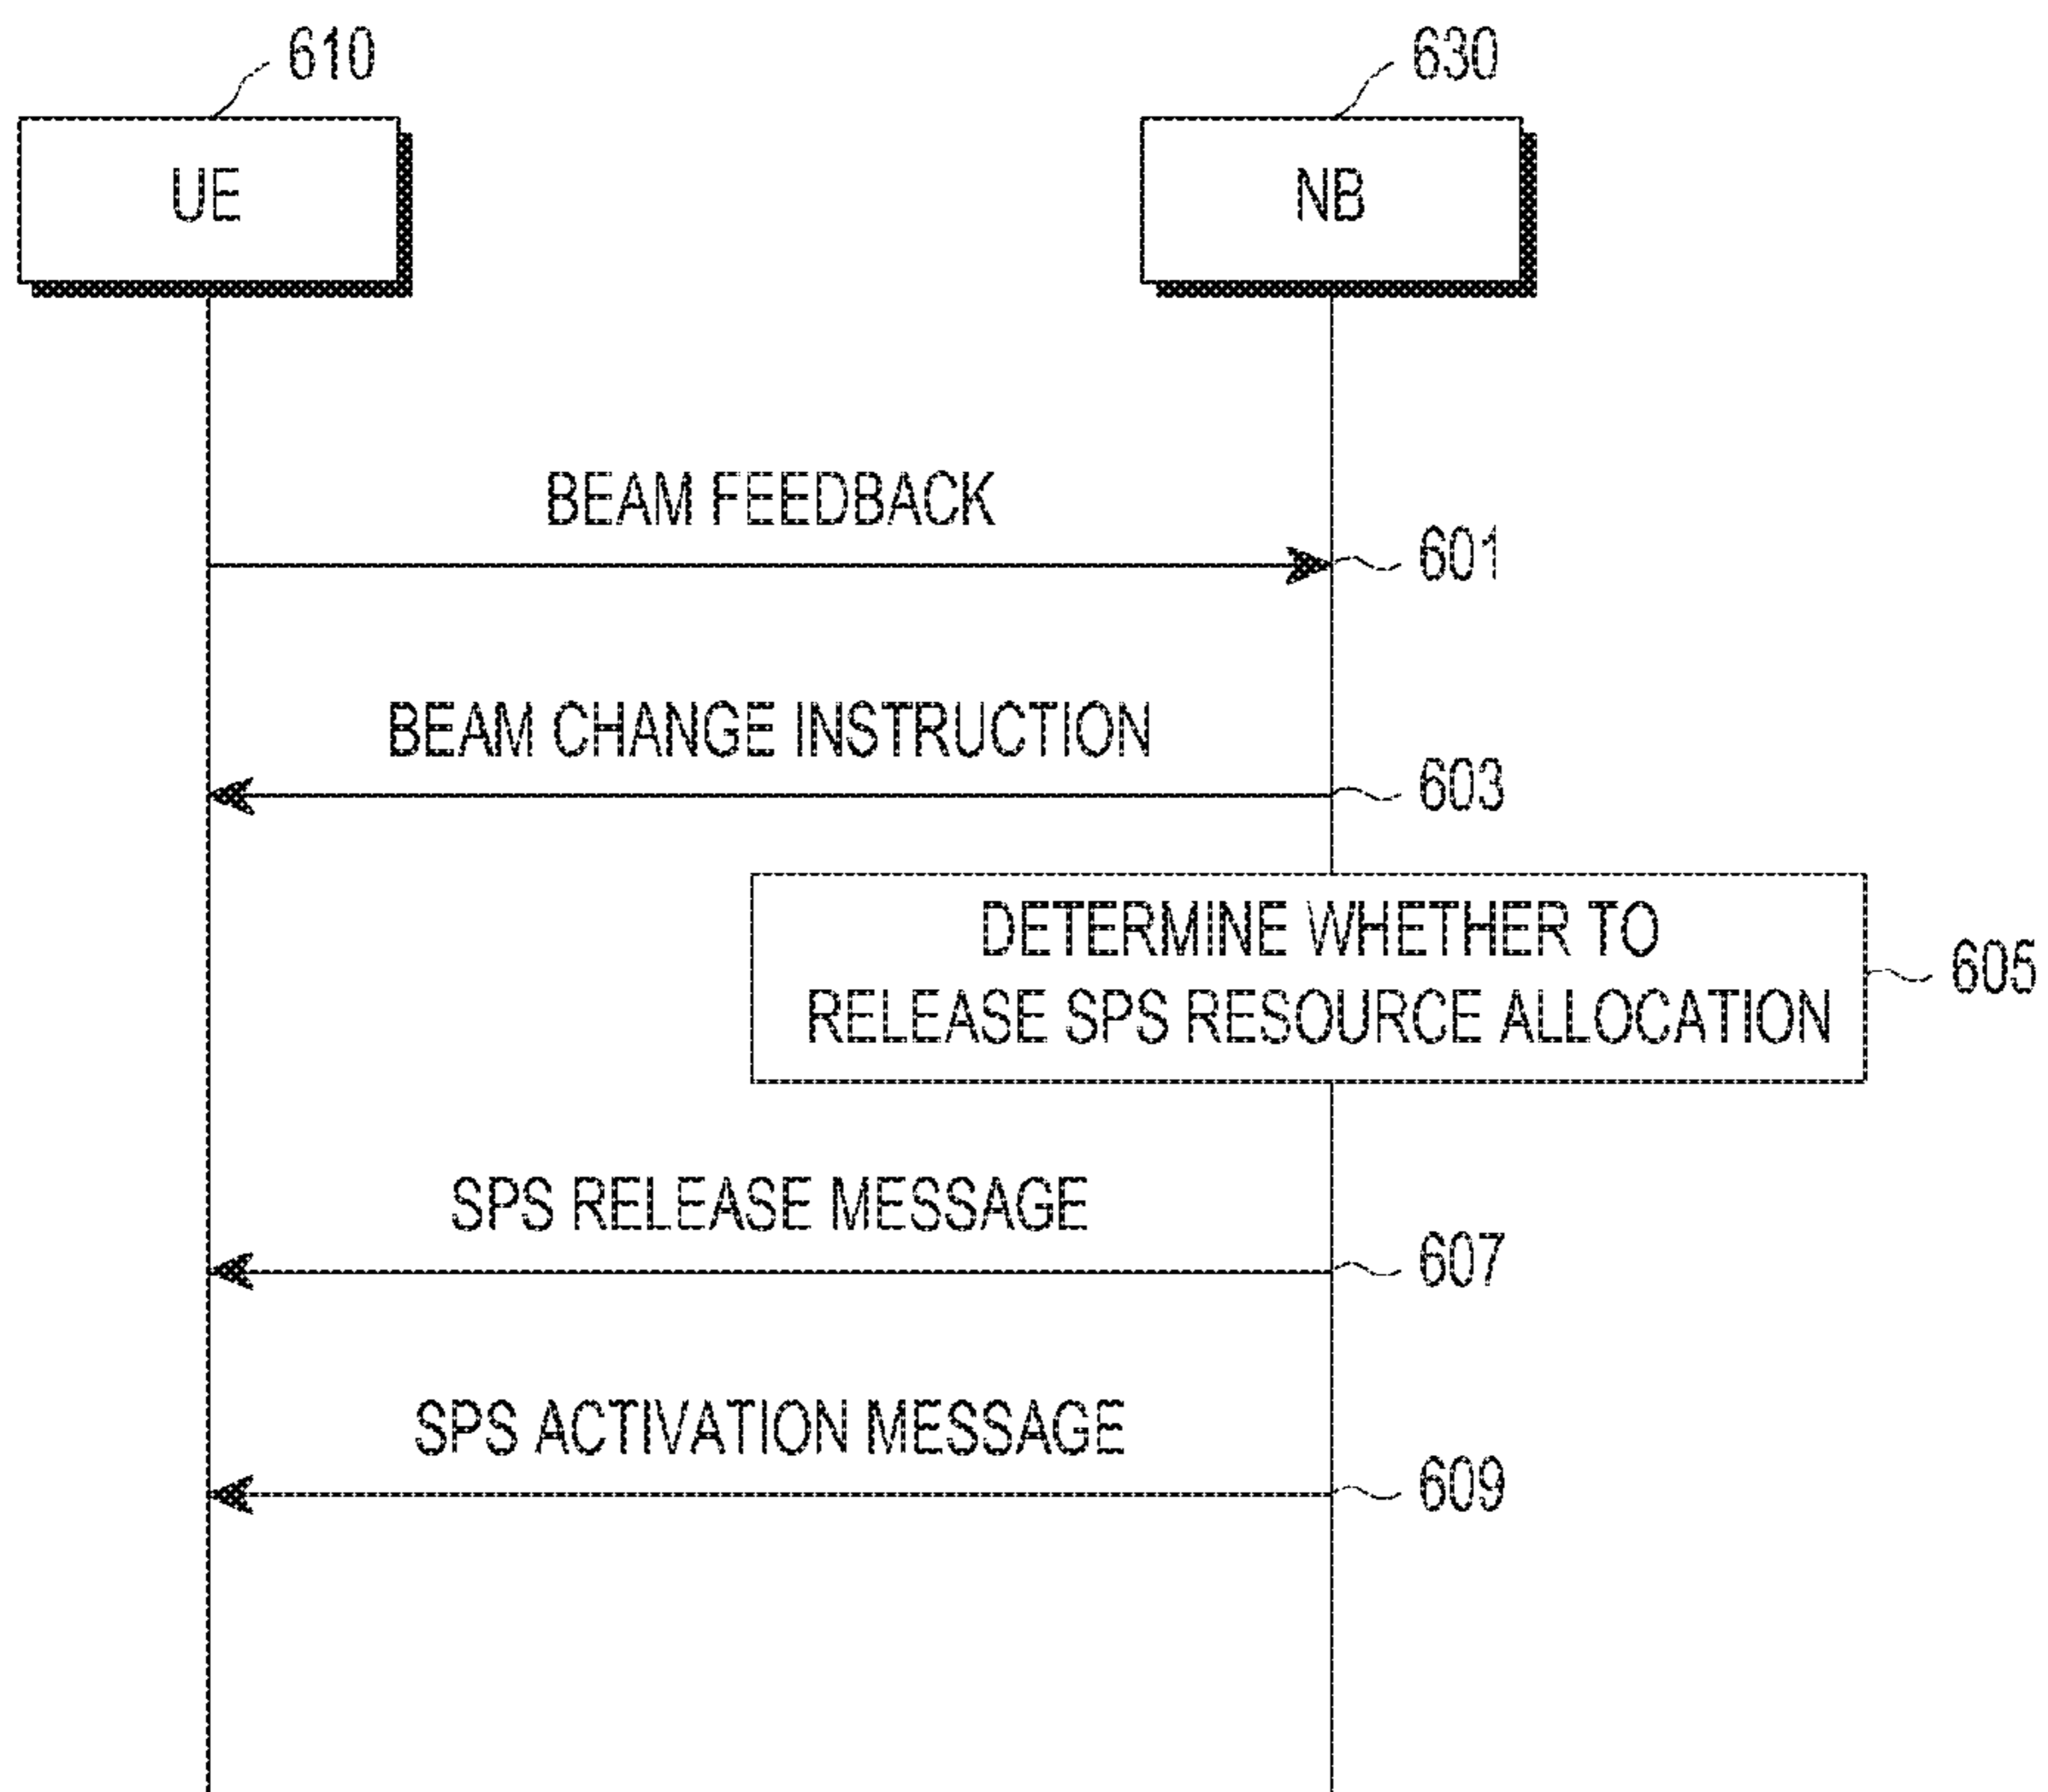 610
630
UE
NB
BEAM FEEDBACK
601
BEAM CHANGE INSTRUCTION
603
DETERMINE WHETHER TO
RELEASE SPS RESOURCE ALLOCATION
605
SPS RELEASE MESSAGE
607
SPS ACTIVATION MESSAGE
609